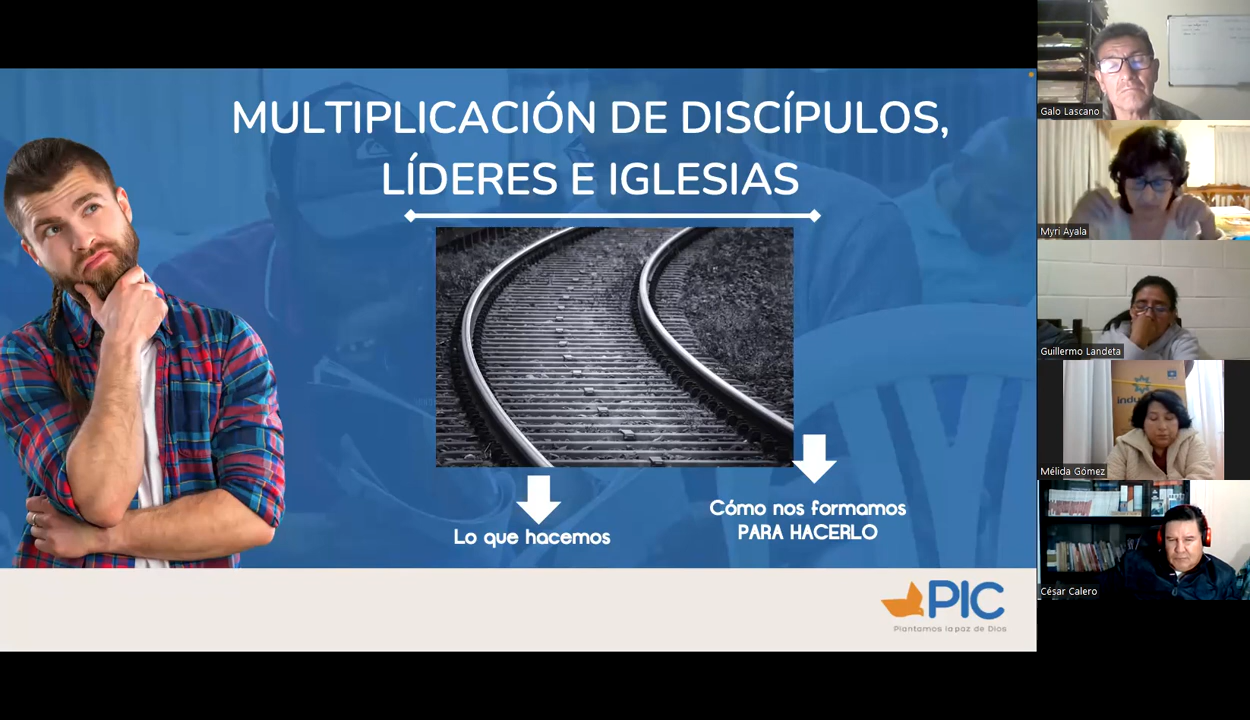 MULTIPLICACIÓN DE DISCÍPULOS,
LÍDERES E IGLESIAS
Lo que hacemos
Cómo nos formamos
PARA HACERLO
PIC
Plantamos la paz de Dios
Galo Lascano
Myri Ayala
Guillermo Landeta
indu
Mélida Gómez
César Calero